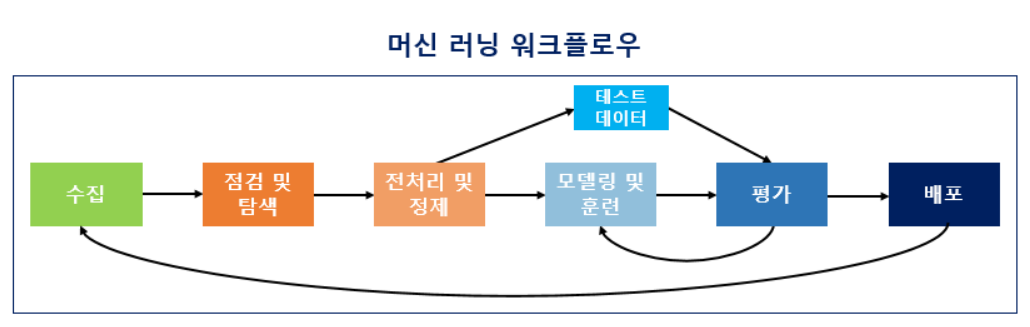 머신 러닝 워크플로우
테스트
데이터
수집
점검 및
탐색
전처리 및
정제
모델링 및
훈련
평가
배포